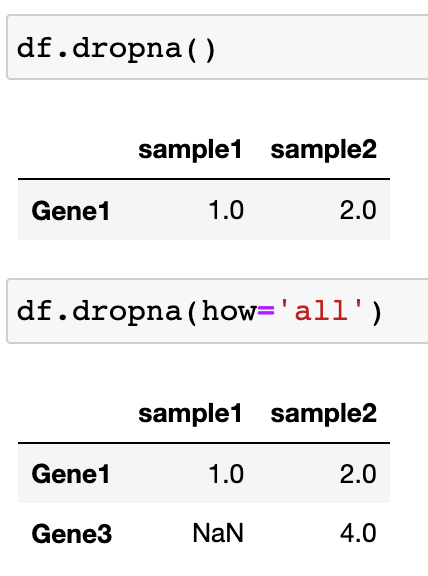 df.dropna()
sample1 sample2
Gene1 1.0 2.0
df.dropna(how='all')
sample1 sample2
Gene1 1.0 2.0
Gene3 NaN 4.0